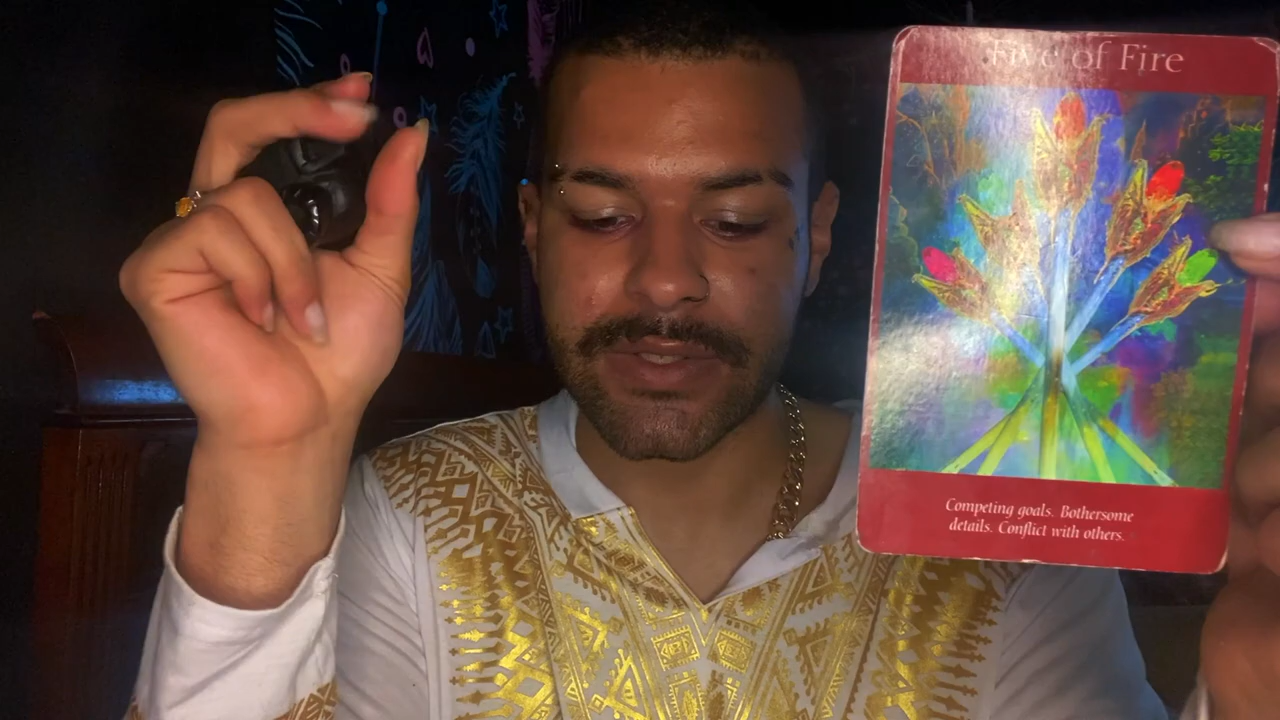 Five of Fire
Competing goals. Bothersome
details. Conflict with others.